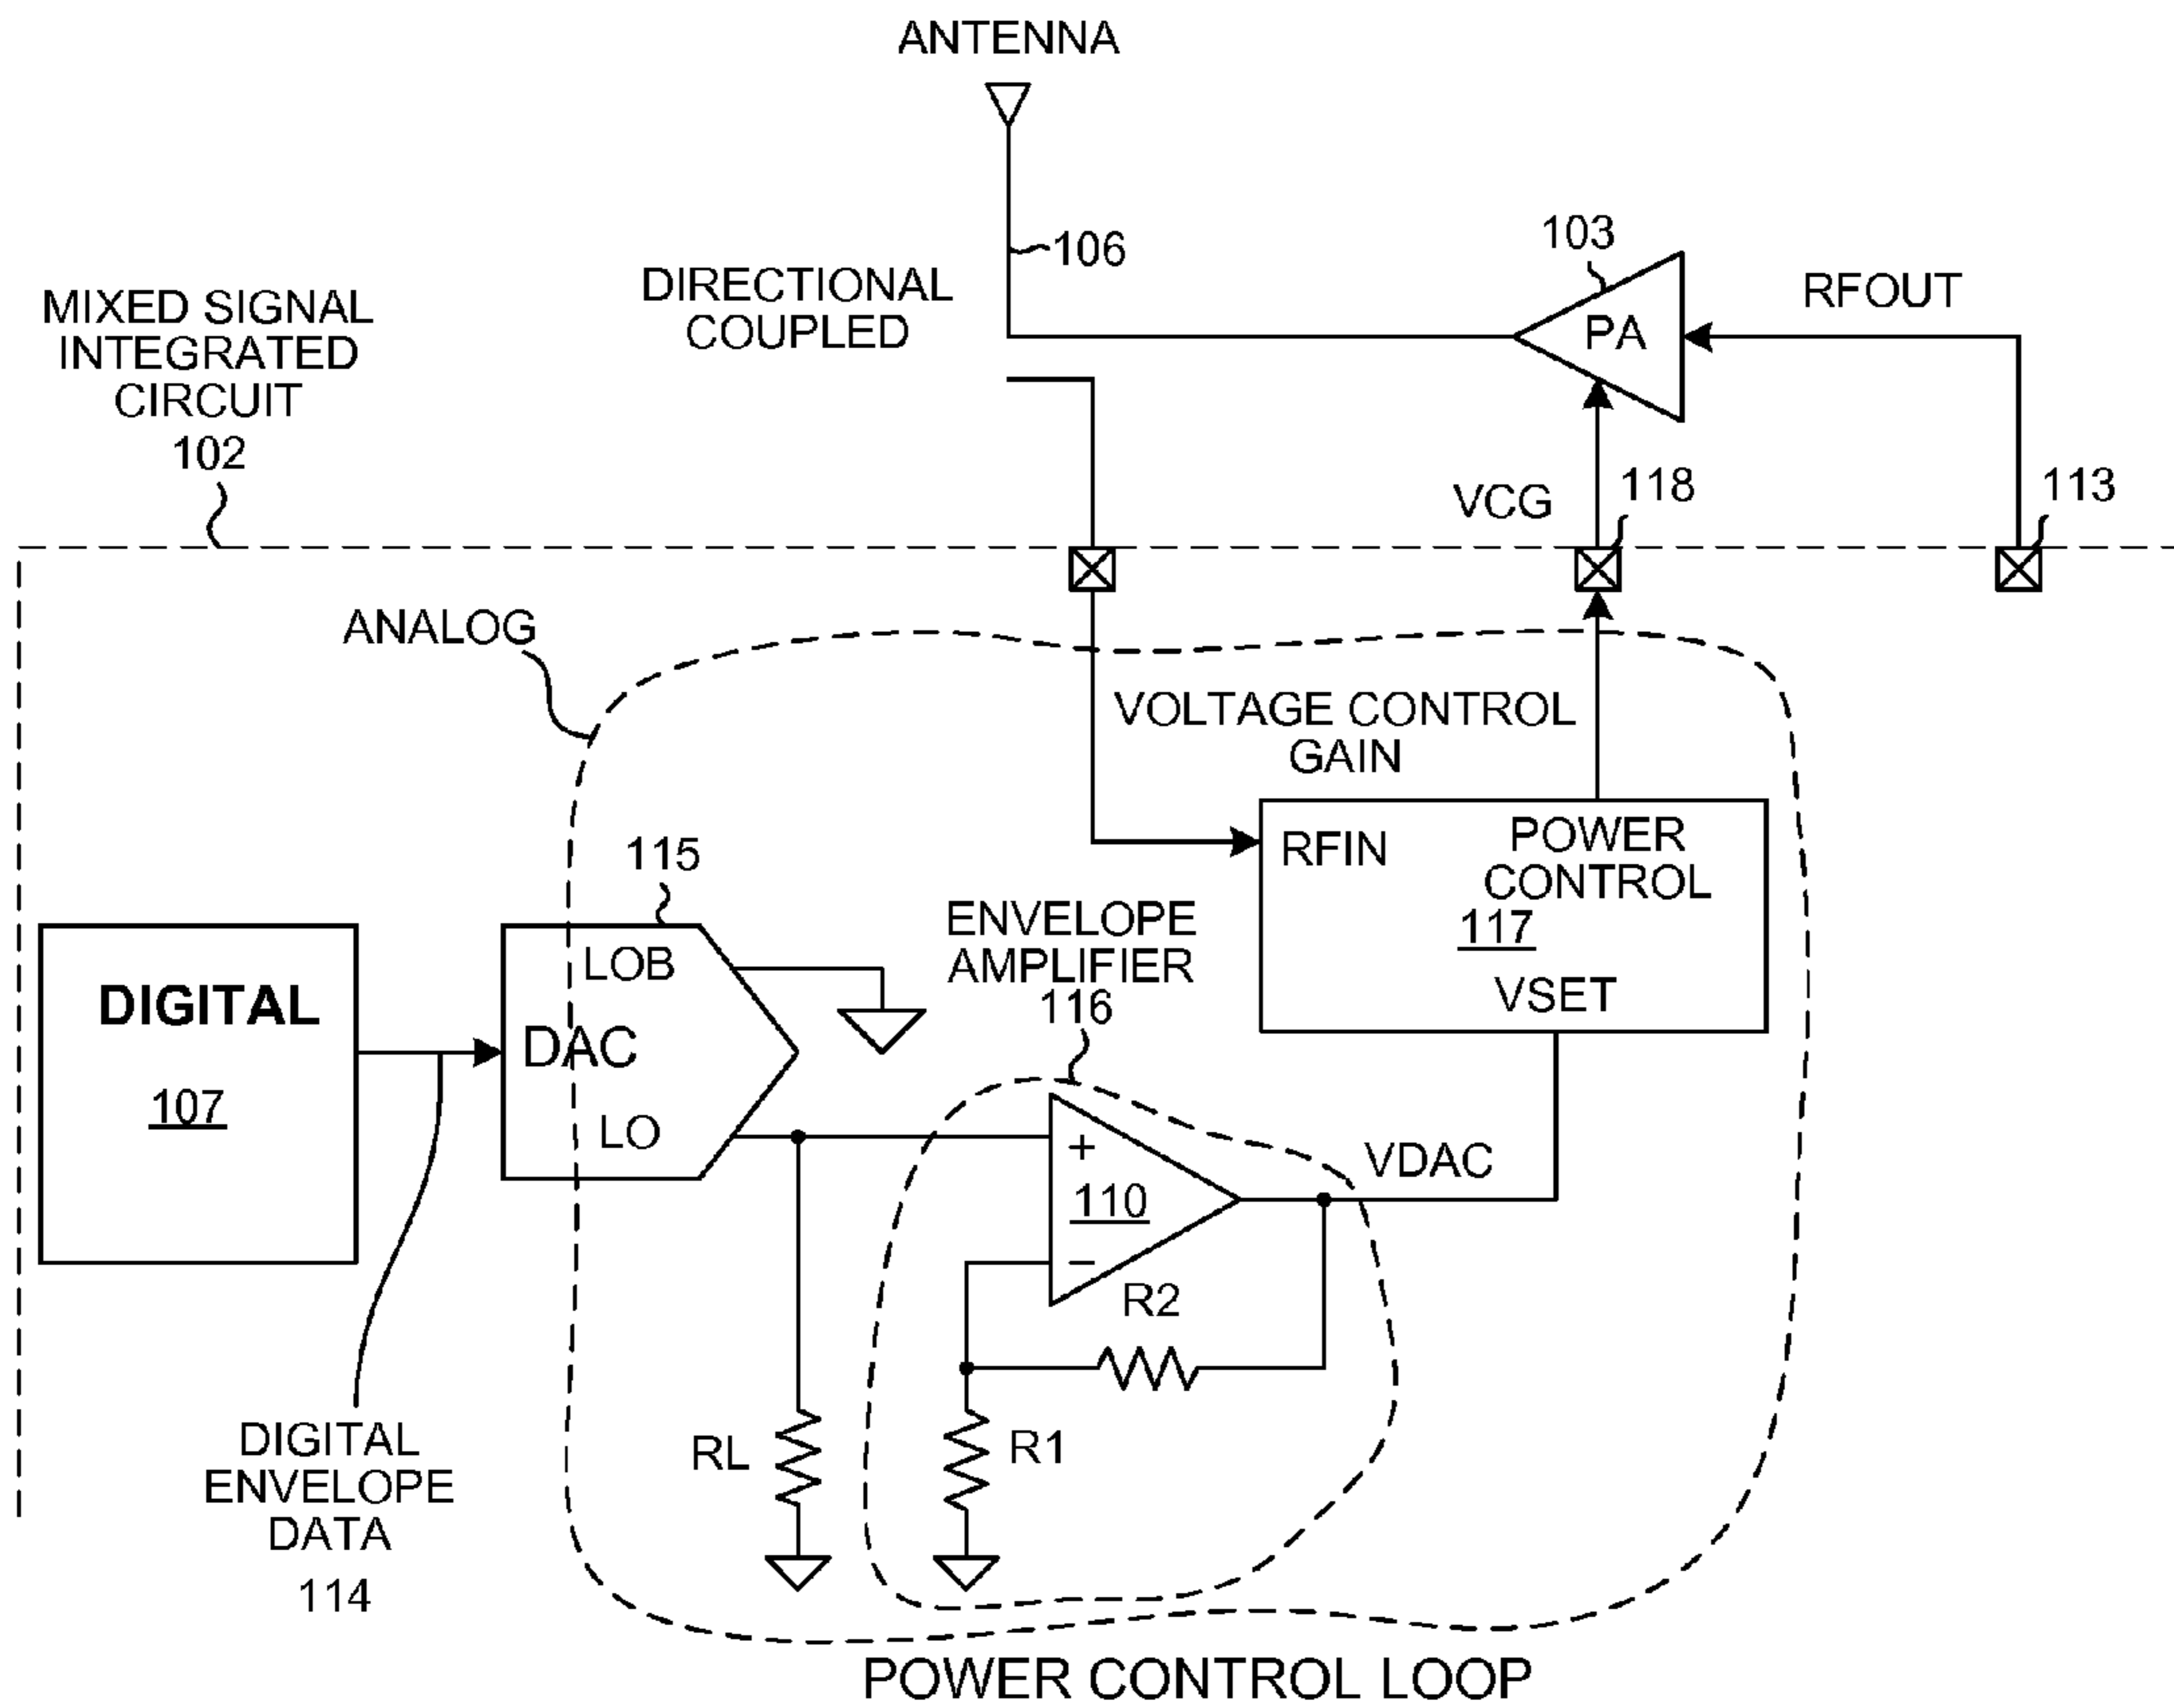 ANTENNA
106
DIRECTIONAL
COUPLED
103
PA
RFOUT
MIXED SIGNAL
INTEGRATED
CIRCUIT
102
VCG
118
113
ANALOG
VOLTAGE CONTROL
GAIN
RFIN
POWER
CONTROL
117
VSET
115
LOB
DAC
LO
ENVELOPE
AMPLIFIER
116
DIGITAL
107
+
110
−
VDAC
R2
R1
RL
DIGITAL
ENVELOPE
DATA
114
POWER CONTROL LOOP